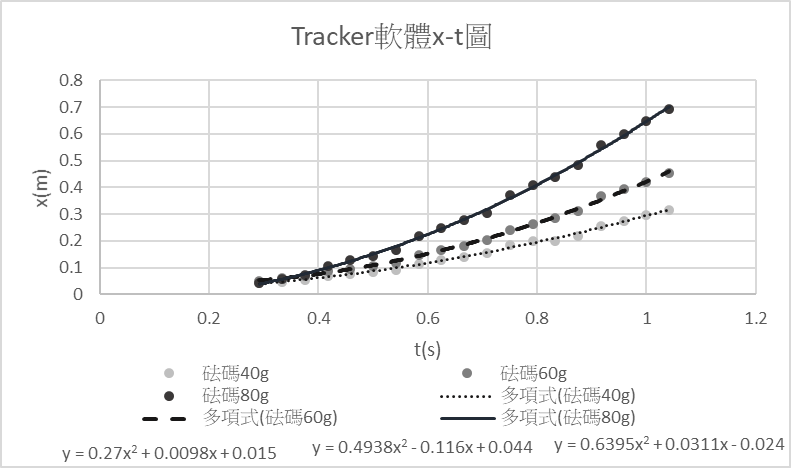 Tracker軟體x-t圖
0.8
0.7
0.6
0.5
0.4
0.3
0.2
0.1
0
x(m)
0 0.2 0.4 0.6 0.8 1 1.2
t(s)
砝碼40g 砝碼60g
砝碼80g 多項式(砝碼40g)
多項式(砝碼60g) 多項式(砝碼80g)
y = 0.27x² + 0.0098x + 0.015 y = 0.4938x² - 0.116x + 0.044 y = 0.6395x² + 0.0311x - 0.024